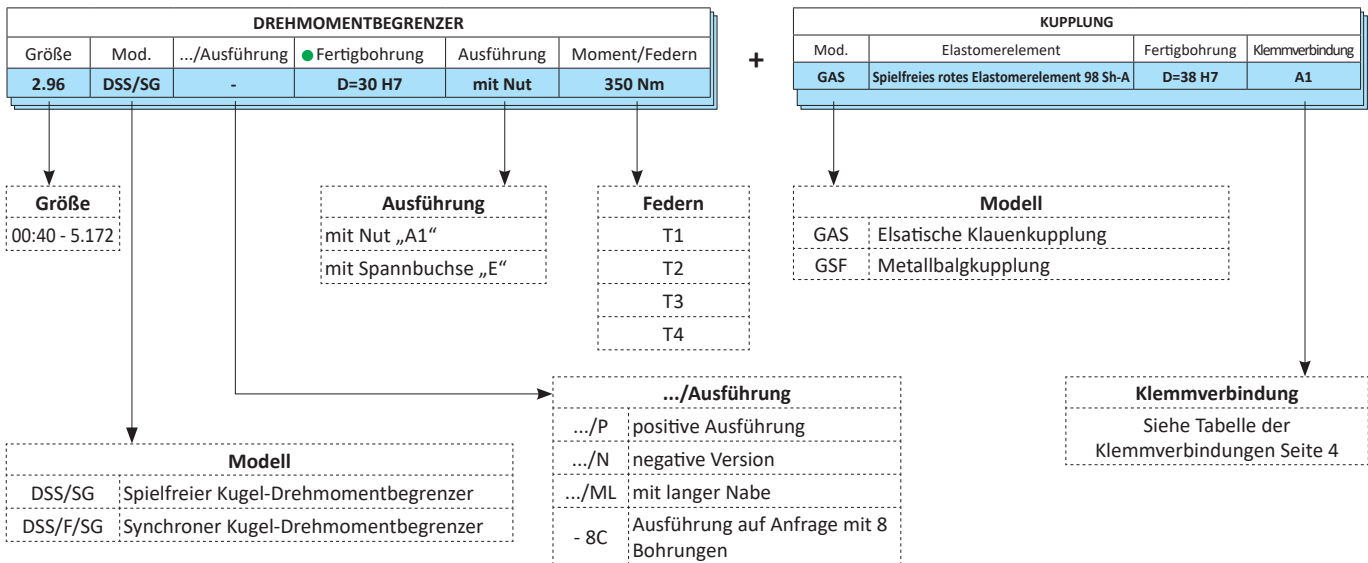 DREHMOMENTBEGRENZER
Größe Mod. .../Ausführung Fertigbohrung Ausführung Moment/Federn
2.96 DSS/SG - D=30 H7 mit Nut 350 Nm
+
KUPPLUNG
Mod. Elastomerelement Fertigbohrung Klemmverbindung
GAS Spielfreies rotes Elastomerelement 98 Sh-A D=38 H7 A1
Größe
00:40 - 5.172
Ausführung
mit Nut „A1“
mit Spannbuchse „E“
Federn
T1
T2
T3
T4
Modell
GAS Elsatische Klauenkupplung
GSF Metallbalgkupplung
.../Ausführung
.../P positive Ausführung
.../N negative Version
.../ML mit langer Nabe
- 8C Ausführung auf Anfrage mit 8
Bohrungen
Klemmverbindung
Siehe Tabelle der
Klemmverbindungen Seite 4
Modell
DSS/SG Spielfreier Kugel-Drehmomentbegrenzer
DSS/F/SG Synchroner Kugel-Drehmomentbegrenzer